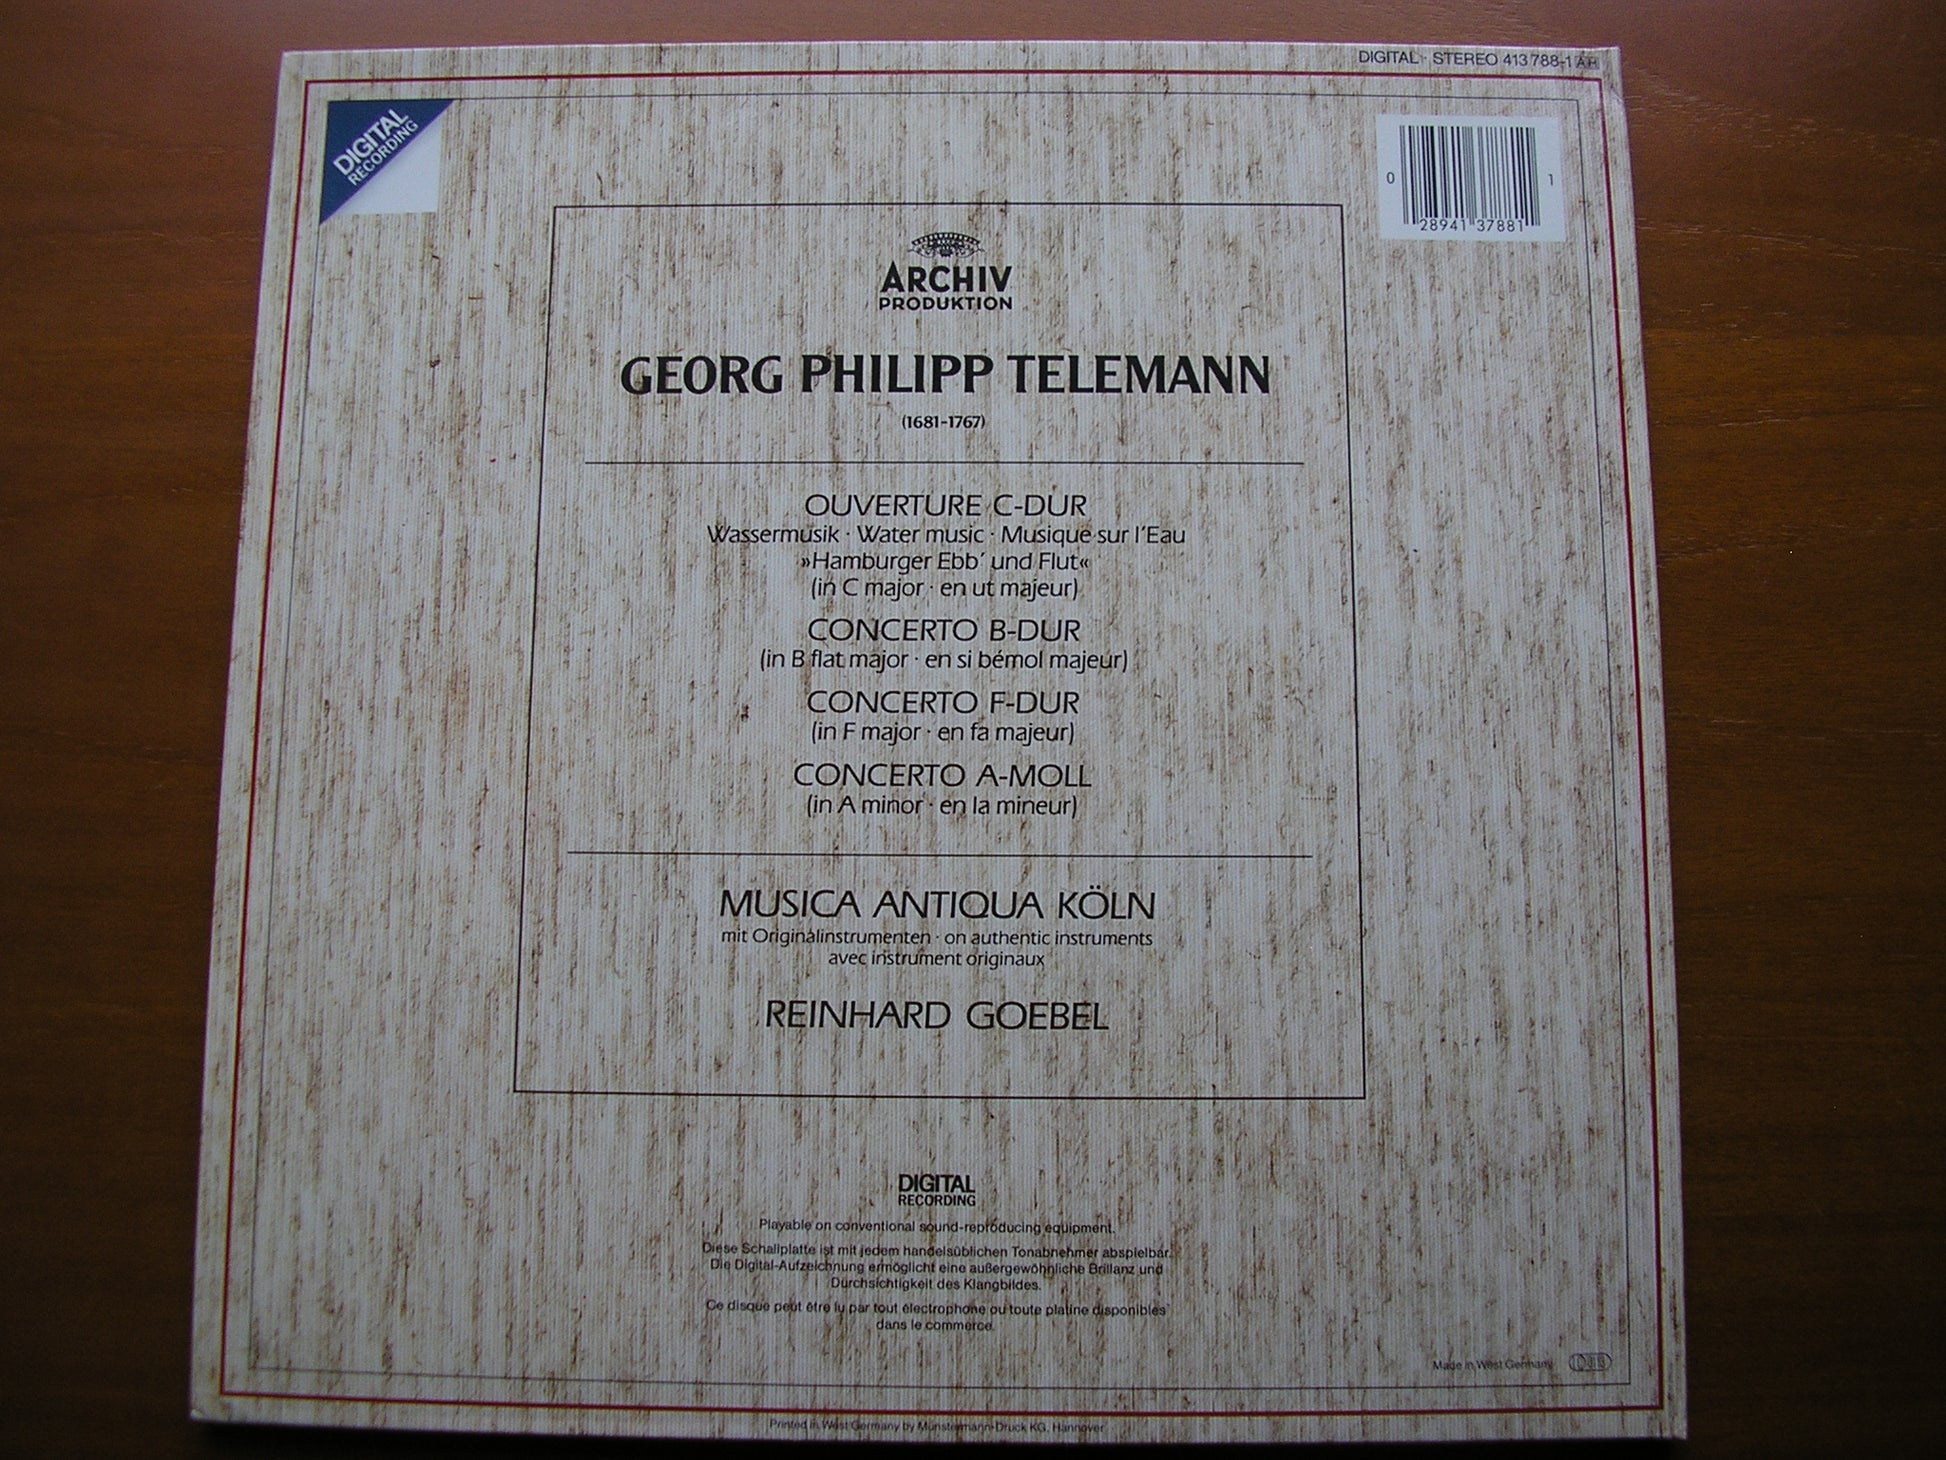 DIGITAL · STEREO 413 788-1 AH
DIGITAL
RECORDING
0 28941 37881 1
ARCHIV
PRODUKTION
GEORG PHILIPP TELEMANN
(1681-1767)
OUVERTURE C-DUR
Wassermusik · Water music · Musique sur l'Eau
»Hamburger Ebb' und Flut«
(in C major · en ut majeur)
CONCERTO B-DUR
(in B flat major · en si bémol majeur)
CONCERTO F-DUR
(in F major · en fa majeur)
CONCERTO A-MOLL
(in A minor · en la mineur)
MUSICA ANTIQUA KÖLN
mit Originalinstrumenten · on authentic instruments
avec instrument originaux
REINHARD GOEBEL
DIGITAL
RECORDING
Playable on conventional sound-reproducing equipment.
Diese Schallplatte ist mit jedem handelsüblichen Tonabnehmer abspielbar.
Die Digital-Aufzeichnung ermöglicht eine außergewöhnliche Brillanz und
Durchsichtigkeit des Klangbildes.
Ce disque peut être lu par tout électrophone ou toute platine disponibles
dans le commerce.
Made in West Germany
Printed in West Germany by Münstermann-Druck KG, Hannover